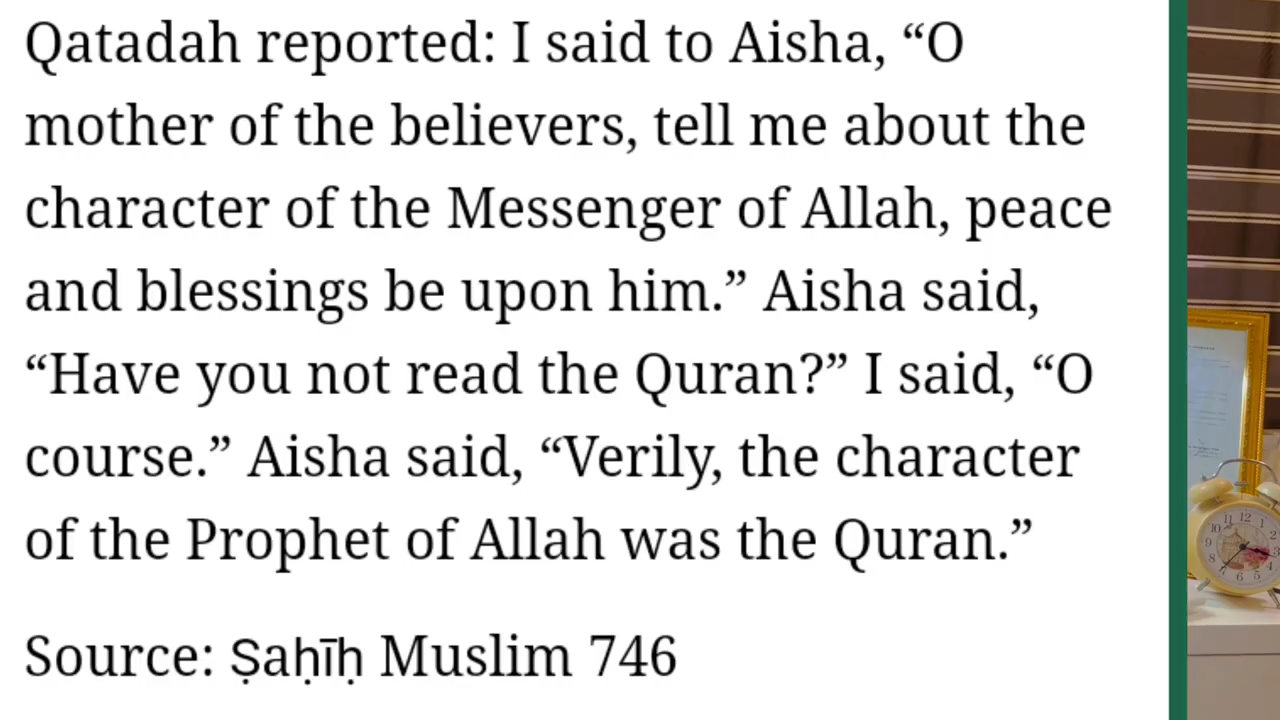 Qatadah reported: I said to Aisha, “O
mother of the believers, tell me about the
character of the Messenger of Allah, peace
and blessings be upon him.” Aisha said,
“Have you not read the Quran?” I said, “O
course.” Aisha said, “Verily, the character
of the Prophet of Allah was the Quran.”
Source: Ṣaḥīḥ Muslim 746